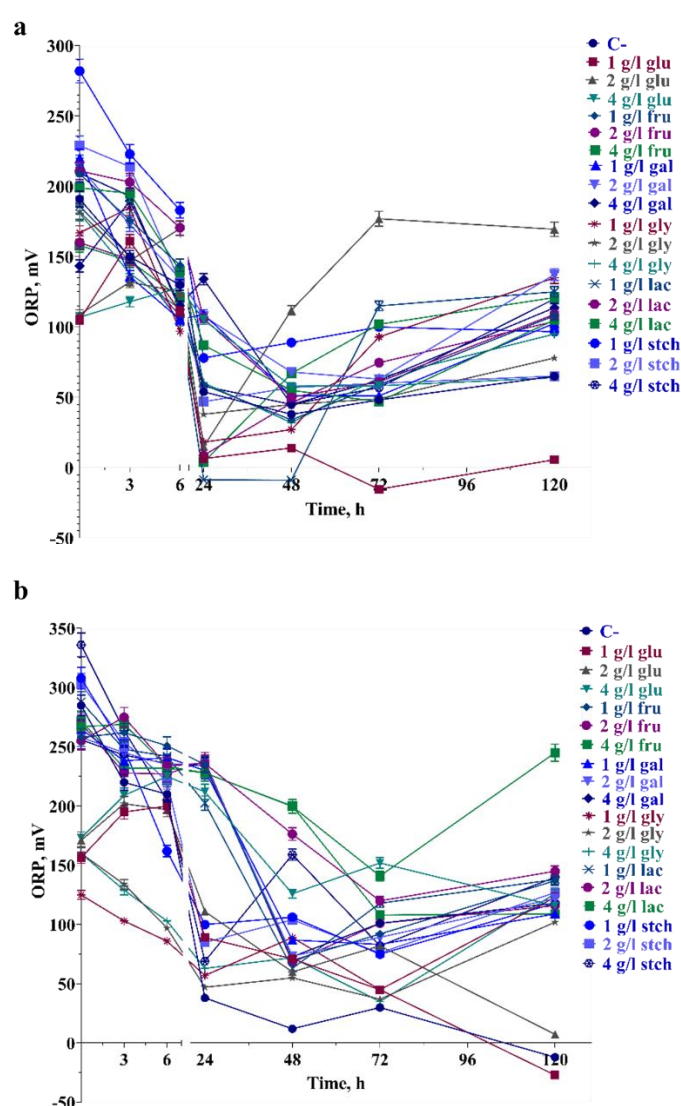 a
300
250
200
150
100
50
0
-50
ORP, mV
3 6 24 48 72 96 120
Time, h
C-
1 g/l glu
2 g/l glu
4 g/l glu
1 g/l fru
2 g/l fru
4 g/l fru
1 g/l gal
2 g/l gal
4 g/l gal
1 g/l gly
2 g/l gly
4 g/l gly
1 g/l lac
2 g/l lac
4 g/l lac
1 g/l stch
2 g/l stch
4 g/l stch
b
350
300
250
200
150
100
50
0
-50
ORP, mV
3 6 24 48 72 96 120
Time, h
C-
1 g/l glu
2 g/l glu
4 g/l glu
1 g/l fru
2 g/l fru
4 g/l fru
1 g/l gal
2 g/l gal
4 g/l gal
1 g/l gly
2 g/l gly
4 g/l gly
1 g/l lac
2 g/l lac
4 g/l lac
1 g/l stch
2 g/l stch
4 g/l stch